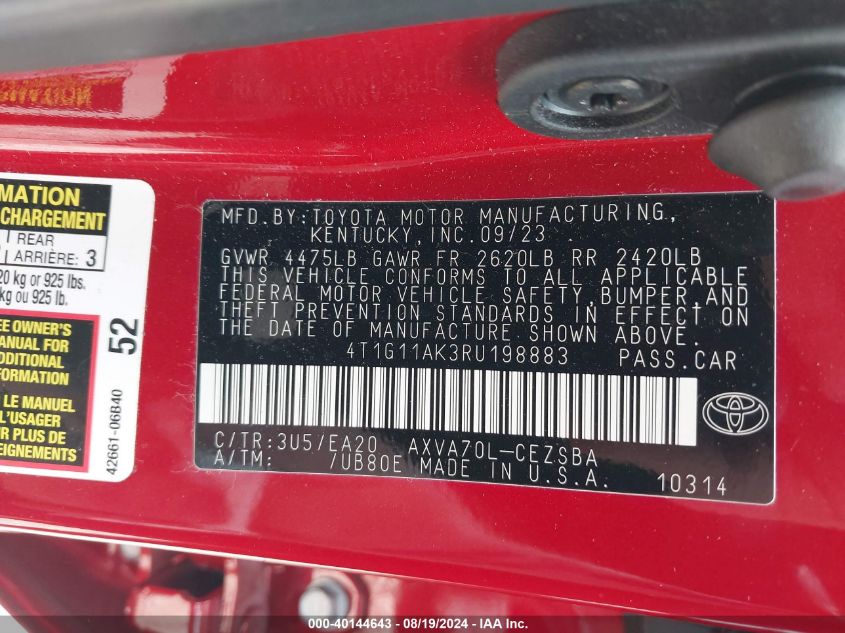 MATION
CHARGEMENT
REAR
ARRIÈRE: 3
20 kg or 925 lbs.
kg ou 925 lb.
EE OWNER'S
MANUAL FOR
ADDITIONAL
NFORMATION
LE MANUEL
L'USAGER
UR PLUS DE
EIGNEMENTS
52
42661-06B40
MFD.BY:TOYOTA MOTOR MANUFACTURING,
KENTUCKY, INC. 09/23
GVWR 4475LB GAWR FR 2620LB RR 2420LB
THIS VEHICLE CONFORMS TO ALL APPLICABLE
FEDERAL MOTOR VEHICLE SAFETY,BUMPER,AND
THEFT PREVENTION STANDARDS IN EFFECT ON
THE DATE OF MANUFACTURE SHOWN ABOVE.
4T1G11AK3RU198883 PASS.CAR
C/TR:3U5/EA20 AXVA70L-CEZSBA
A/TM: /UB80E MADE IN U.S.A. 10314
000-40144643 - 08/19/2024 - IAA Inc.